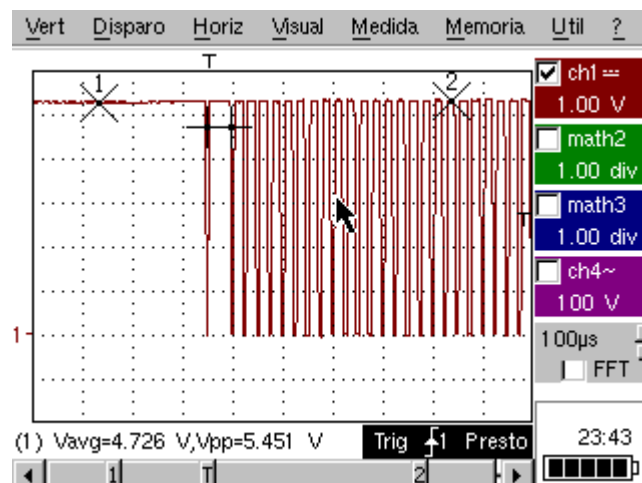 Vert Disparo Horiz Visual Medida Memoria Util ?
T
1
2
T
1
ch1
1.00 V
math2
1.00 div
math3
1.00 div
ch4~
100 V
100µs
FFT
(1) Vavg=4.726 V,Vpp=5.451 V
Trig 1 Presto
23:43
1 T 2